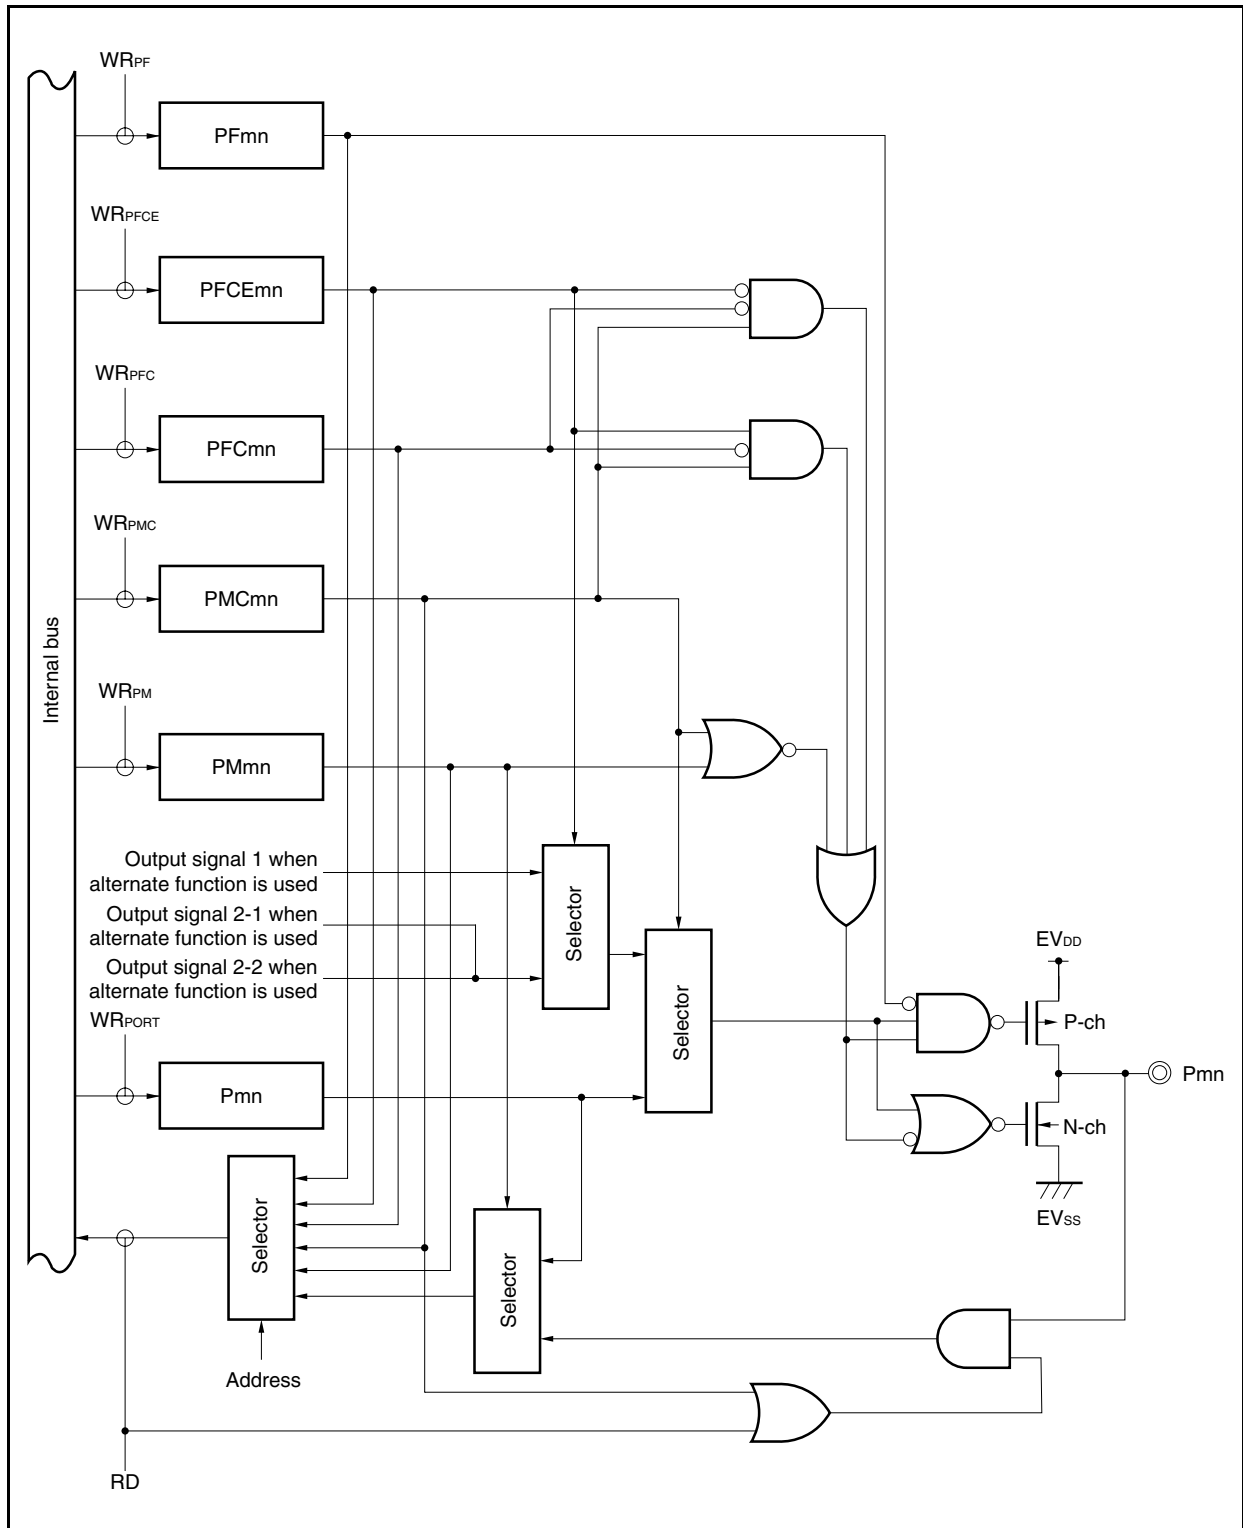 WRPF
PFmn
WRPFCE
PFCEmn
WRPFC
PFCmn
WRPMC
PMCmn
Internal bus
WRPM
PMmn
Output signal 1 when
alternate function is used
Output signal 2-1 when
alternate function is used
Output signal 2-2 when
alternate function is used
Selector
Selector
EVDD
P-ch
WRPORT
Pmn
Pmn
N-ch
EVSS
Selector
Selector
Address
RD